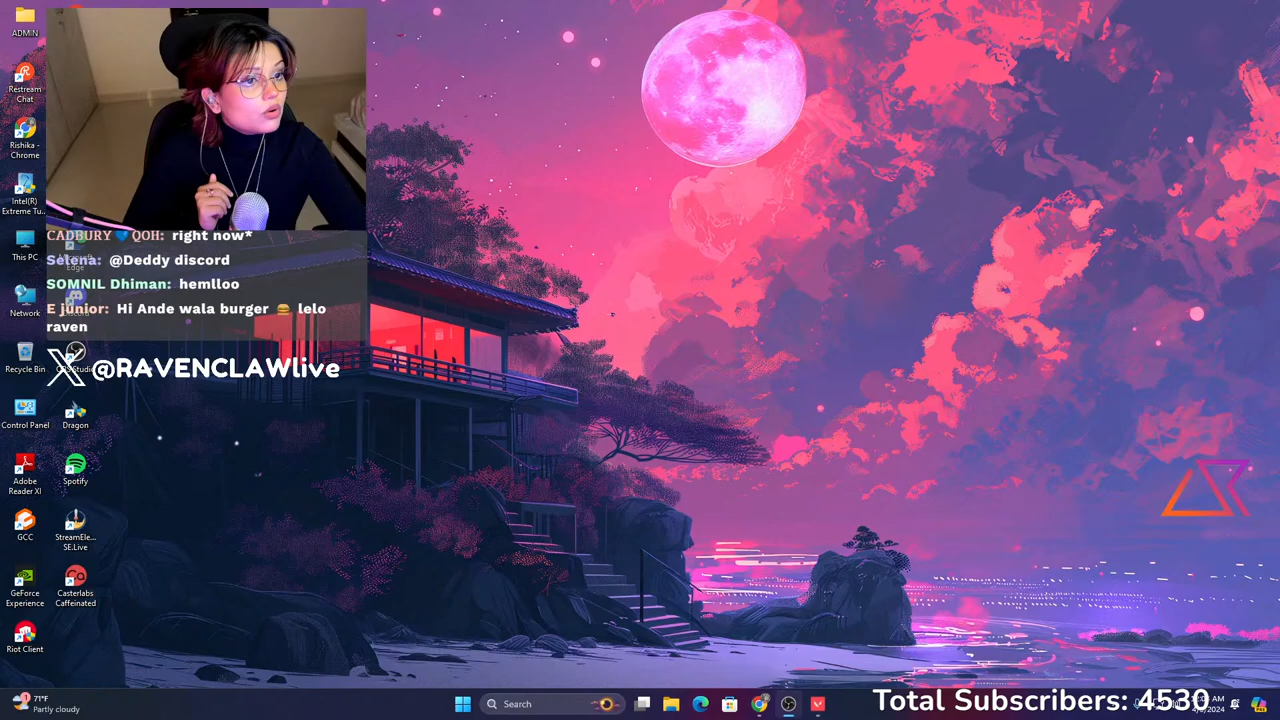 ADMIN
Restream
Chat
Rishika -
Chrome
Intel(R)
Extreme Tu...
This PC
Edge
Network
Recycle Bin
Control Panel
Dragon
Adobe
Reader XI
Spotify
GCC
StreamEle...
SE.Live
GeForce
Experience
Casterlabs
Caffeinated
Riot Client
CADBURY💙QOH: right now*
Selena: @Deddy discord
SOMNIL Dhiman: hemlloo
E junior: Hi Ande wala burger 🍔 lelo
raven
@RAVENCLAWlive
71°F
Partly cloudy
Search
Total Subscribers: 4530
AM